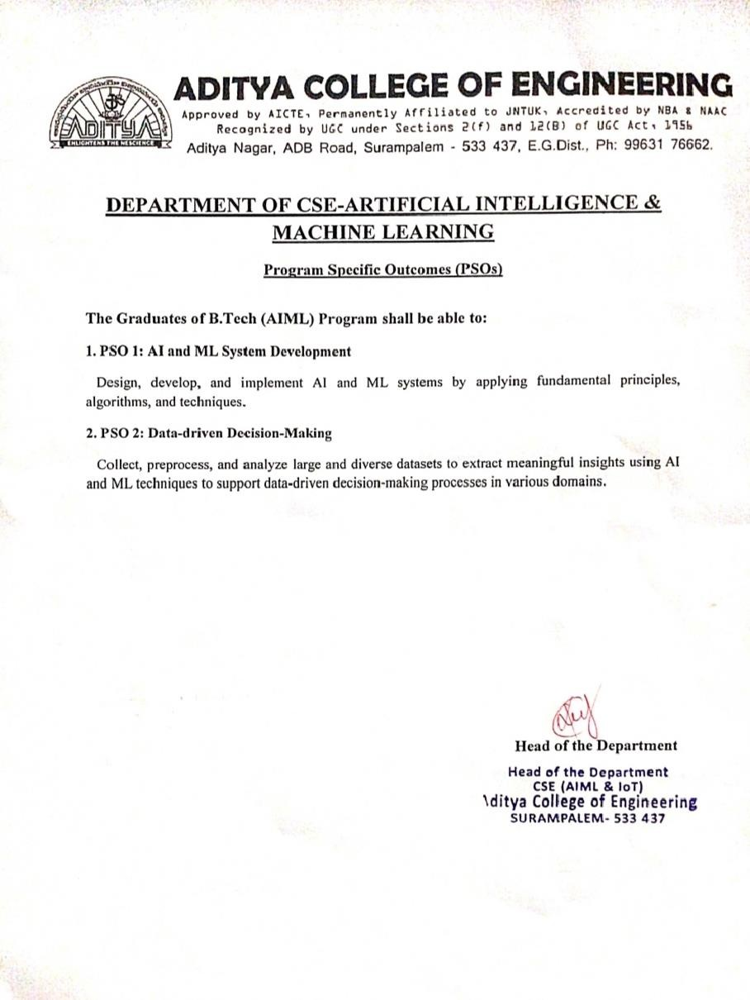 ADITYA COLLEGE OF ENGINEERING
Approved by AICTE, Permanently Affiliated to JNTUK, Accredited by NBA & NAAC
Recognized by UGC under Sections 2(f) and 12(B) of UGC Act, 1956
Aditya Nagar, ADB Road, Surampalem - 533 437, E.G.Dist., Ph: 99631 76662.
ADITYA
ENLIGHTENS THE NESCIENCE
DEPARTMENT OF CSE-ARTIFICIAL INTELLIGENCE &
MACHINE LEARNING
Program Specific Outcomes (PSOs)
The Graduates of B.Tech (AIML) Program shall be able to:
1. PSO 1: AI and ML System Development
Design, develop, and implement AI and ML systems by applying fundamental principles,
algorithms, and techniques.
2. PSO 2: Data-driven Decision-Making
Collect, preprocess, and analyze large and diverse datasets to extract meaningful insights using AI
and ML techniques to support data-driven decision-making processes in various domains.
Head of the Department
Head of the Department
CSE (AIML & IoT)
Aditya College of Engineering
SURAMPALEM- 533 437